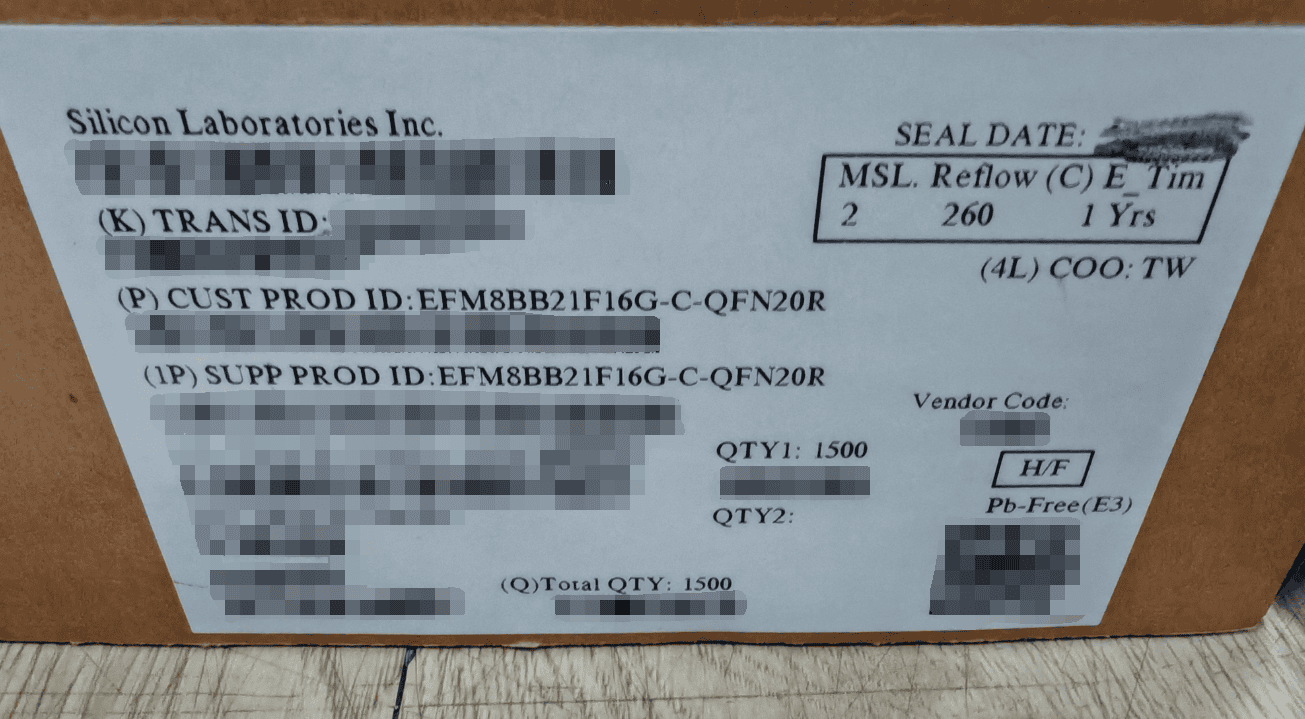 Silicon Laboratories Inc.
SEAL DATE:
MSL. Reflow (C) E_Tim
2 260 1 Yrs
(K) TRANS ID:
(4L) COO: TW
(P) CUST PROD ID:EFM8BB21F16G-C-QFN20R
(1P) SUPP PROD ID:EFM8BB21F16G-C-QFN20R
Vendor Code:
QTY1: 1500
H/F
Pb-Free(E3)
QTY2:
(Q)Total QTY: 1500